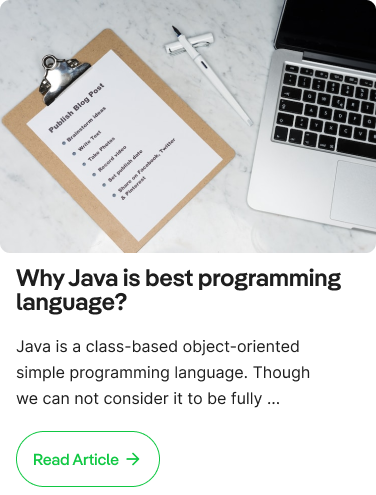 Publish Blog Post
Brainstorm Ideas
Write Text
Take Photos
Record video
Set publish date
Share on Facebook, Twitter
& Pinterest
Why Java is best programming
language?
Java is a class-based object-oriented
simple programming language. Though
we can not consider it to be fully ...
Read Article →